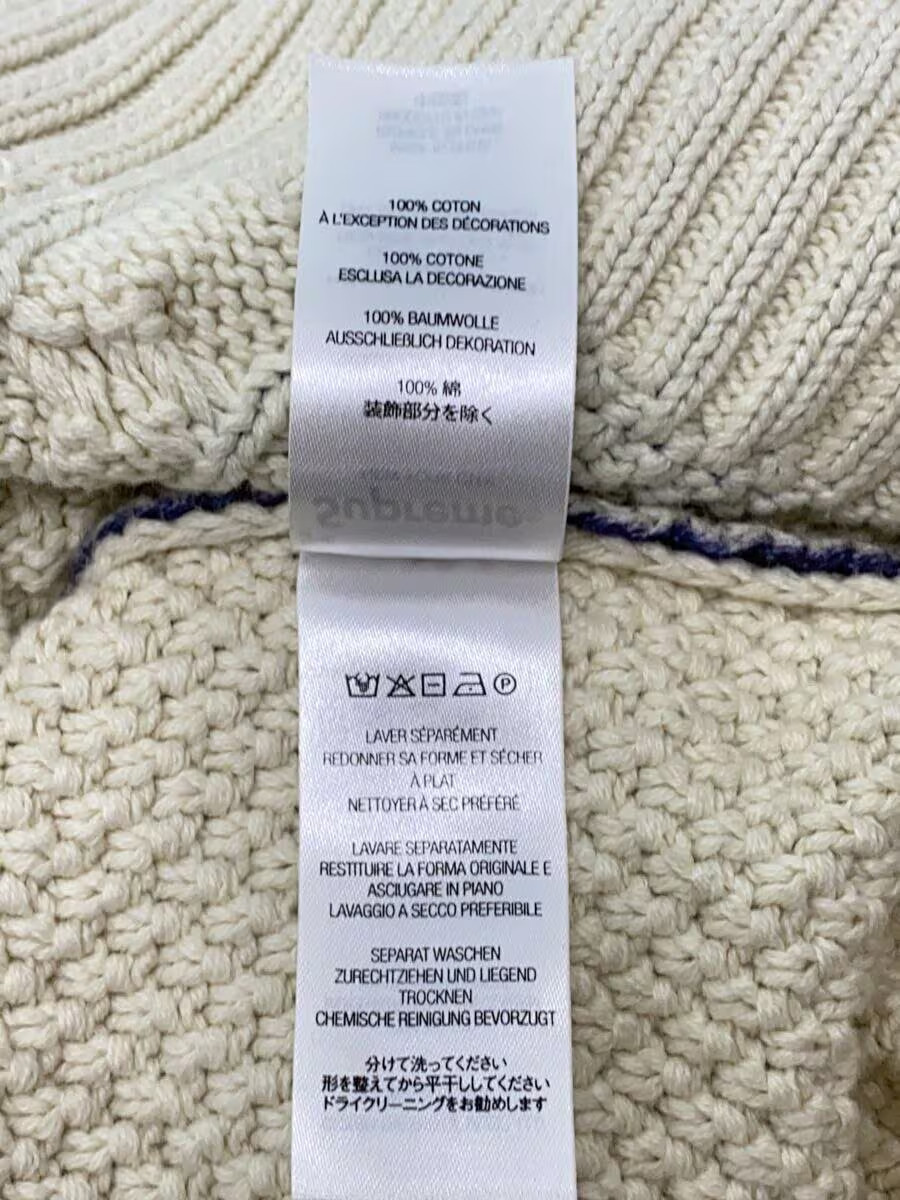 100% COTON
À L'EXCEPTION DES DÉCORATIONS
100% COTONE
ESCLUSA LA DECORAZIONE
100% BAUMWOLLE
AUSSCHLIEßLICH DEKORATION
100% 綿
装飾部分を除く
Supreme
P
LAVER SÉPARÉMENT
REDONNER SA FORME ET SÉCHER
À PLAT
NETTOYER À SEC PRÉFÉRÉ
LAVARE SEPARATAMENTE
RESTITUIRE LA FORMA ORIGINALE E
ASCIUGARE IN PIANO
LAVAGGIO A SECCO PREFERIBILE
SEPARAT WASCHEN
ZURECHTZIEHEN UND LIEGEND
TROCKNEN
CHEMISCHE REINIGUNG BEVORZUGT
分けて洗ってください
形を整えてから平干ししてください
ドライクリーニングをお勧めします